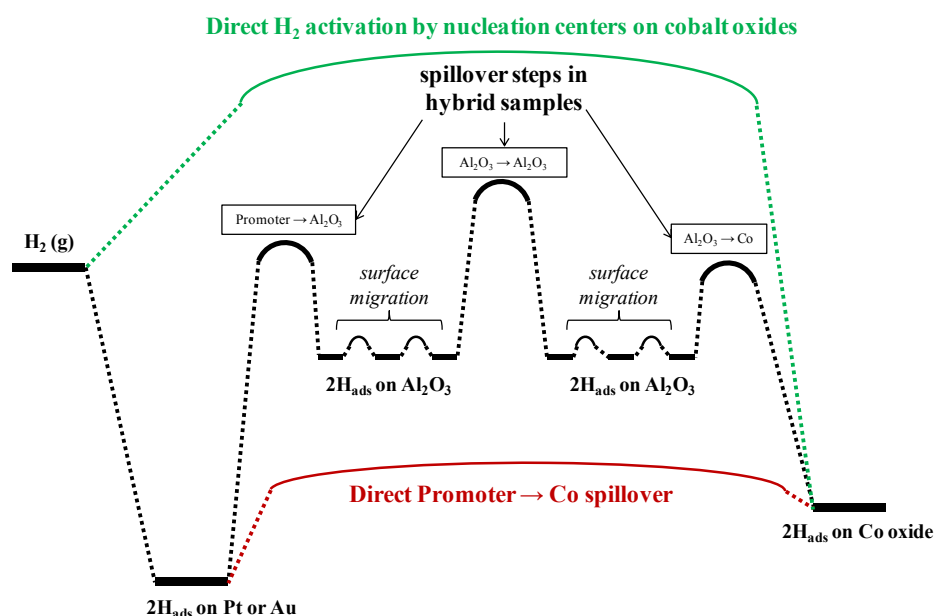 Direct H₂ activation by nucleation centers on cobalt oxides
spillover steps in
hybrid samples
Al₂O₃ → Al₂O₃
Promoter → Al₂O₃
Al₂O₃ → Co
H₂ (g)
surface
migration
surface
migration
2Hads on Al₂O₃
2Hads on Al₂O₃
Direct Promoter → Co spillover
2Hads on Co oxide
2Hads on Pt or Au